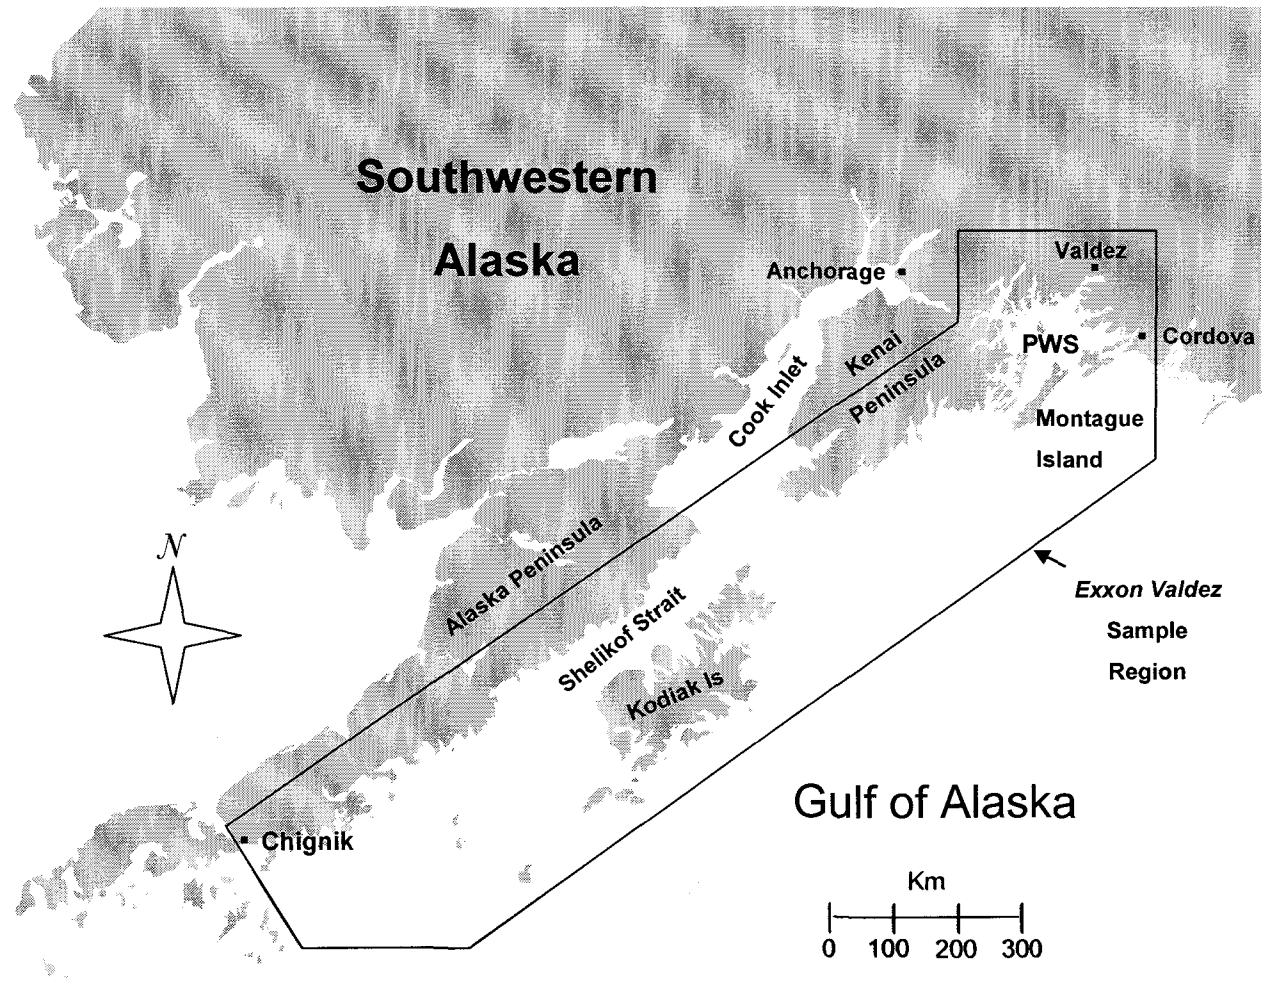 Southwestern
Alaska
Anchorage
Valdez
Cordova
PWS
Kenai
Peninsula
Cook Inlet
Montague
Island
N
Alaska Peninsula
Shelikof Strait
Kodiak Is
Exxon Valdez
Sample
Region
Gulf of Alaska
Chignik
Km
0 100 200 300